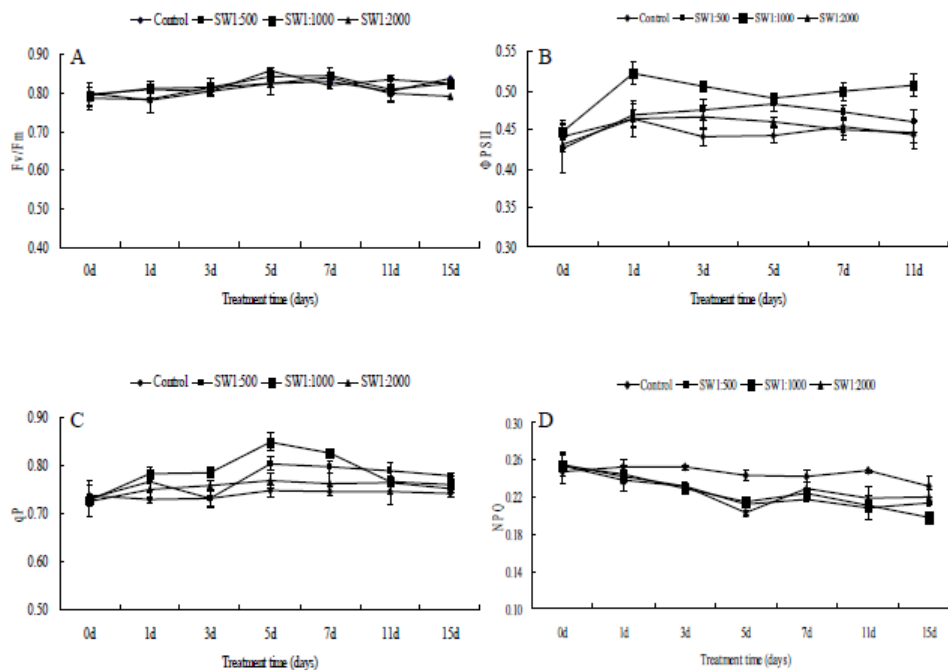 Control SW1:500 SW1:1000 SW1:2000
A
0.90
0.80
0.70
0.60
0.50
0.40
Fv/Fm
0d 1d 3d 5d 7d 11d 15d
Treatment time (days)
Control SW1:500 SW1:1000 SW1:2000
B
0.55
0.50
0.45
0.40
0.35
0.30
ΦPSII
0d 1d 3d 5d 7d 11d
Treatment time (days)
Control SW1:500 SW1:1000 SW1:2000
C
0.90
0.80
0.70
0.60
0.50
qP
0d 1d 3d 5d 7d 11d 15d
Treatment time (days)
Control SW1:500 SW1:1000 SW1:2000
D
0.30
0.26
0.22
0.18
0.14
0.10
NPQ
0d 1d 3d 5d 7d 11d 15d
Treatment time (days)